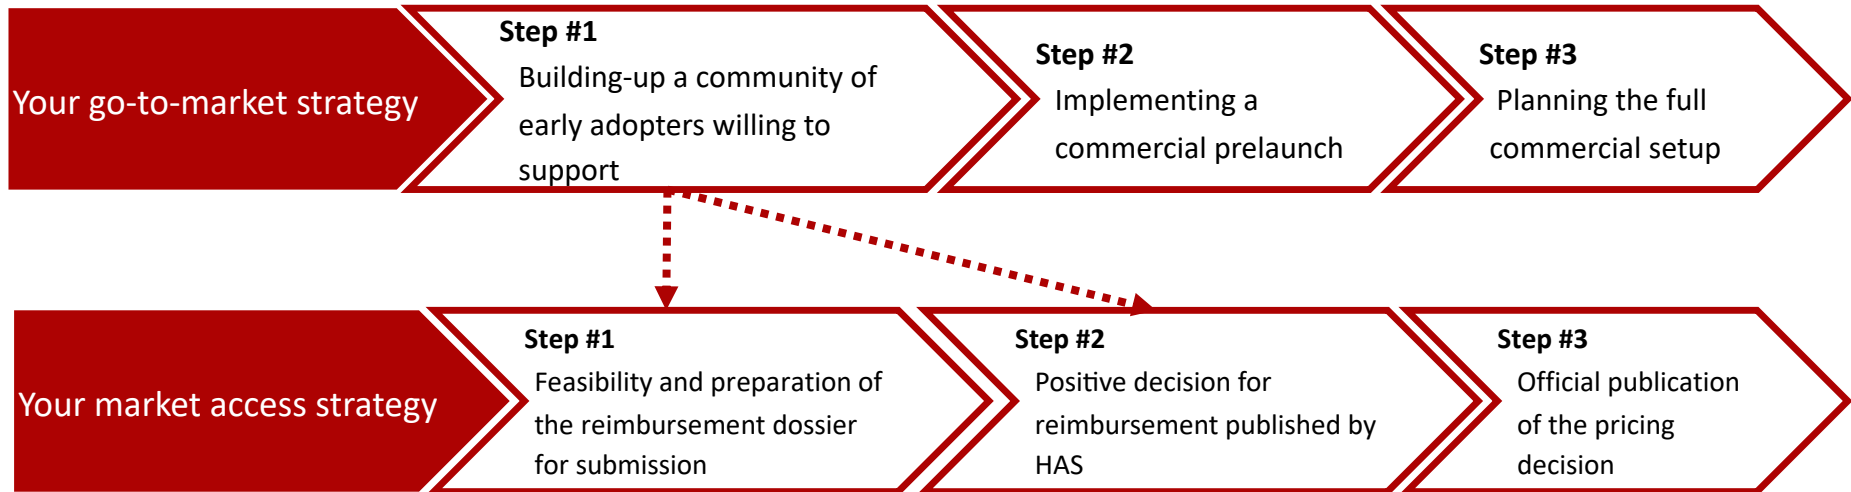 Your go-to-market strategy
Step #1
Building-up a community of
early adopters willing to
support
Step #2
Implementing a
commercial prelaunch
Step #3
Planning the full
commercial setup
Your market access strategy
Step #1
Feasibility and preparation of
the reimbursement dossier
for submission
Step #2
Positive decision for
reimbursement published by
HAS
Step #3
Official publication
of the pricing
decision